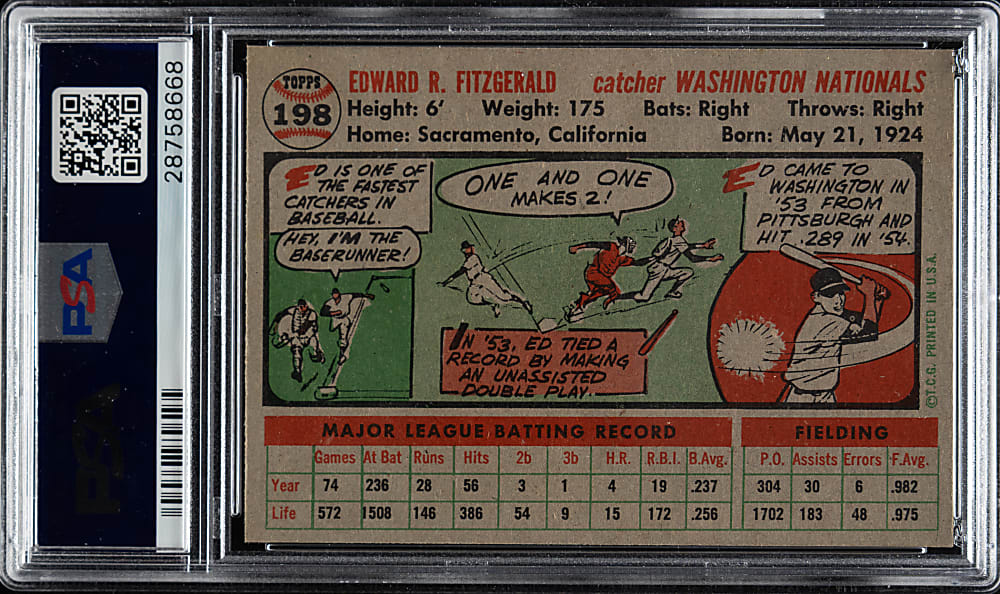 28758668
PSA
PSA
TOPPS
198
EDWARD R. FITZGERALD catcher WASHINGTON NATIONALS
Height: 6' Weight: 175 Bats: Right Throws: Right
Home: Sacramento, California Born: May 21, 1924
ED IS ONE OF
THE FASTEST
CATCHERS IN
BASEBALL.
HEY, I'M THE
BASERUNNER!
ONE AND ONE
MAKES 2!
IN '53, ED TIED A
RECORD BY MAKING
AN UNASSISTED
DOUBLE PLAY.
ED CAME TO
WASHINGTON IN
'53 FROM
PITTSBURGH AND
HIT .289 IN '54.
©T.C.G. PRINTED IN U.S.A.
MAJOR LEAGUE BATTING RECORD FIELDING
Games At Bat Runs Hits 2b 3b H.R. R.B.I. B.Avg. P.O. Assists Errors F.Avg.
Year 74 236 28 56 3 1 4 19 .237 304 30 6 .982
Life 572 1508 146 386 54 9 15 172 .256 1702 183 48 .975